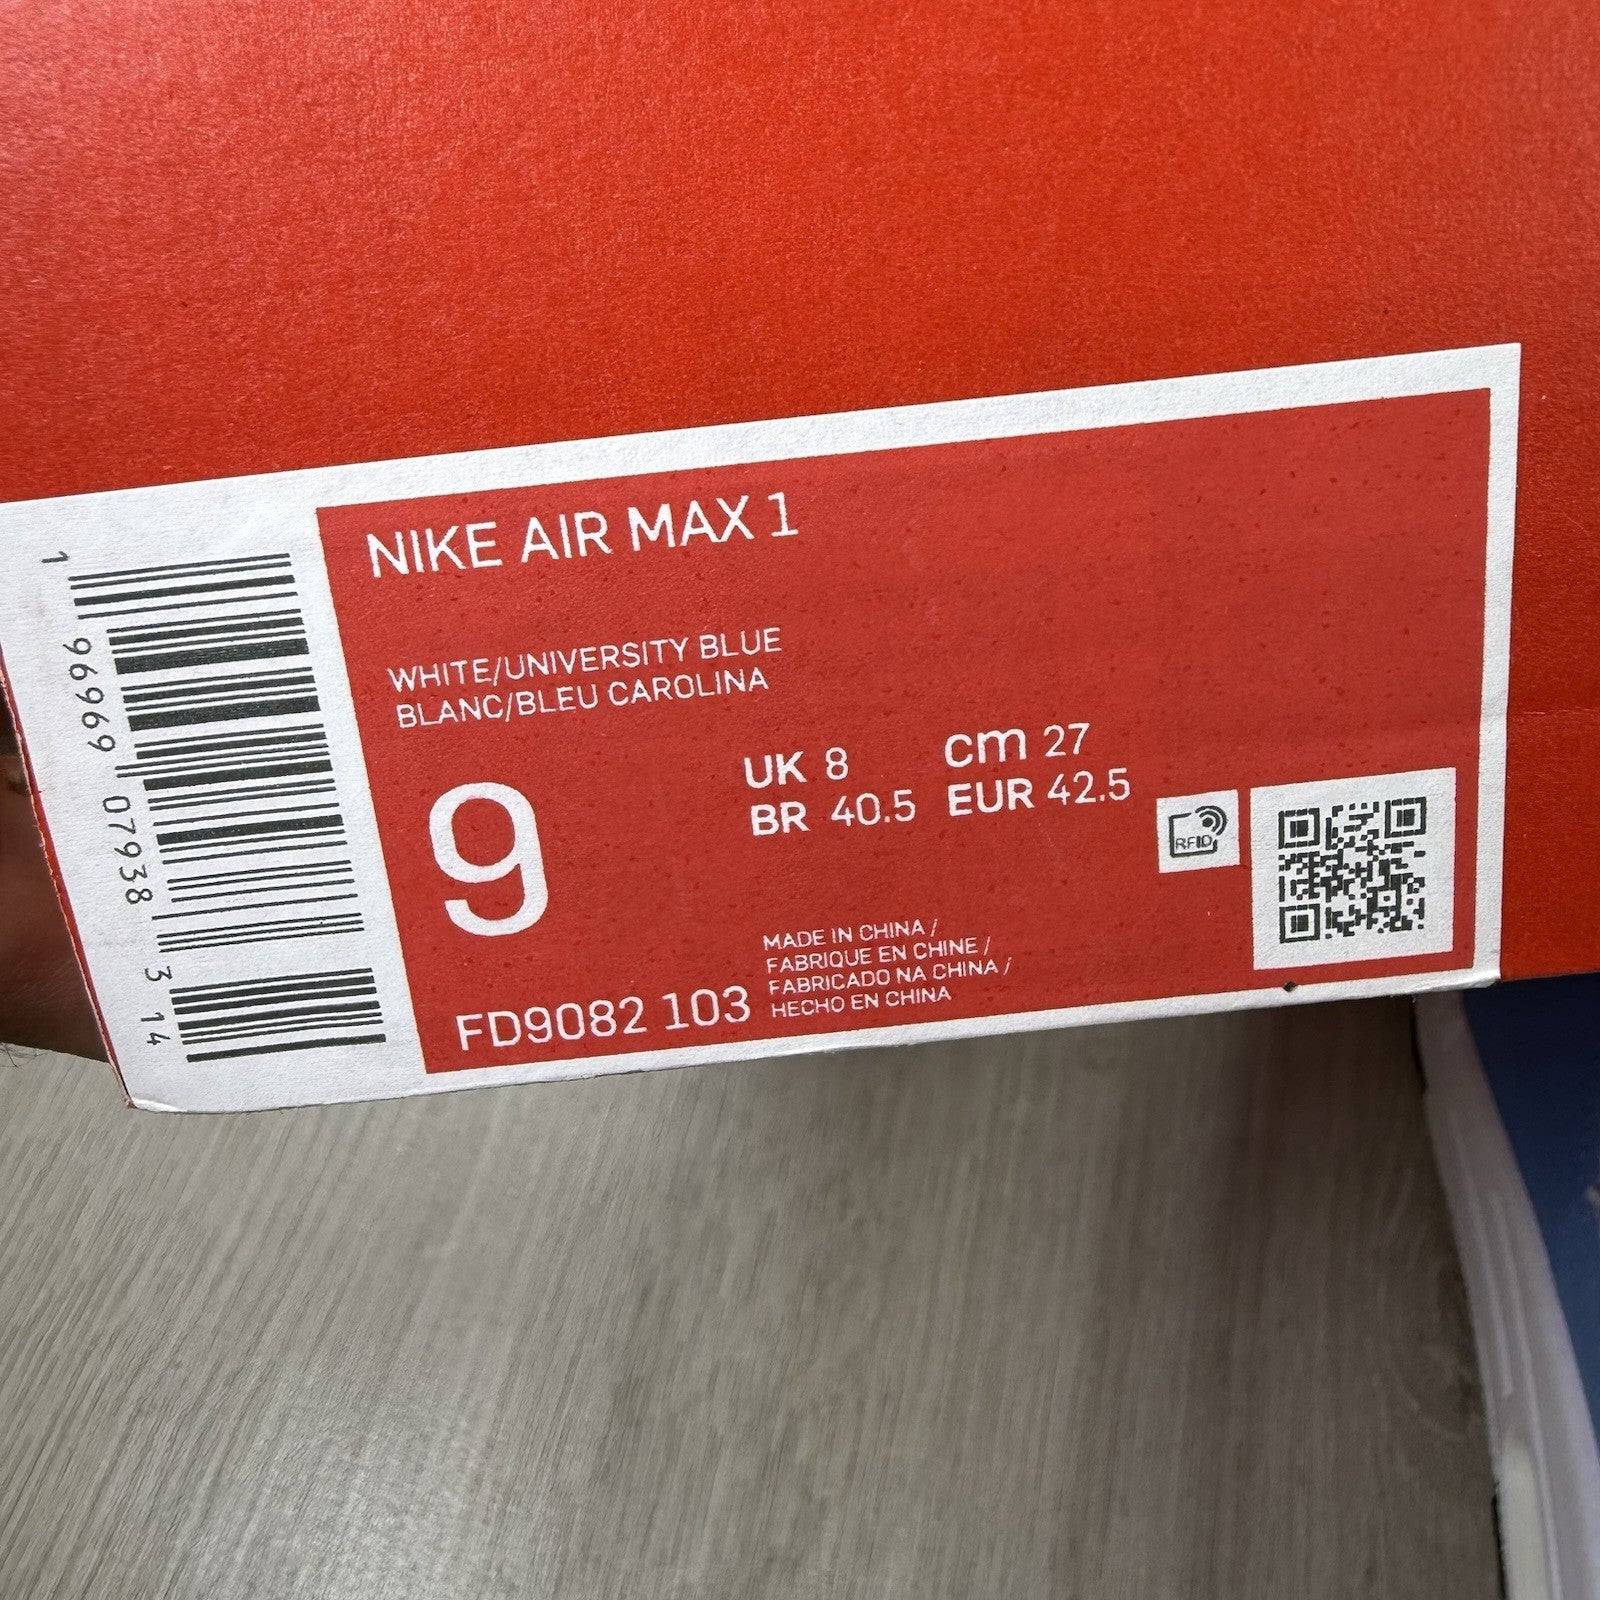 NIKE AIR MAX 1
WHITE/UNIVERSITY BLUE
BLANC/BLEU CAROLINA
9
UK 8 cm 27
BR 40.5 EUR 42.5
RFID
FD9082 103
MADE IN CHINA /
FABRIQUE EN CHINE /
FABRICADO NA CHINA /
HECHO EN CHINA
1 96969 07938 3 14